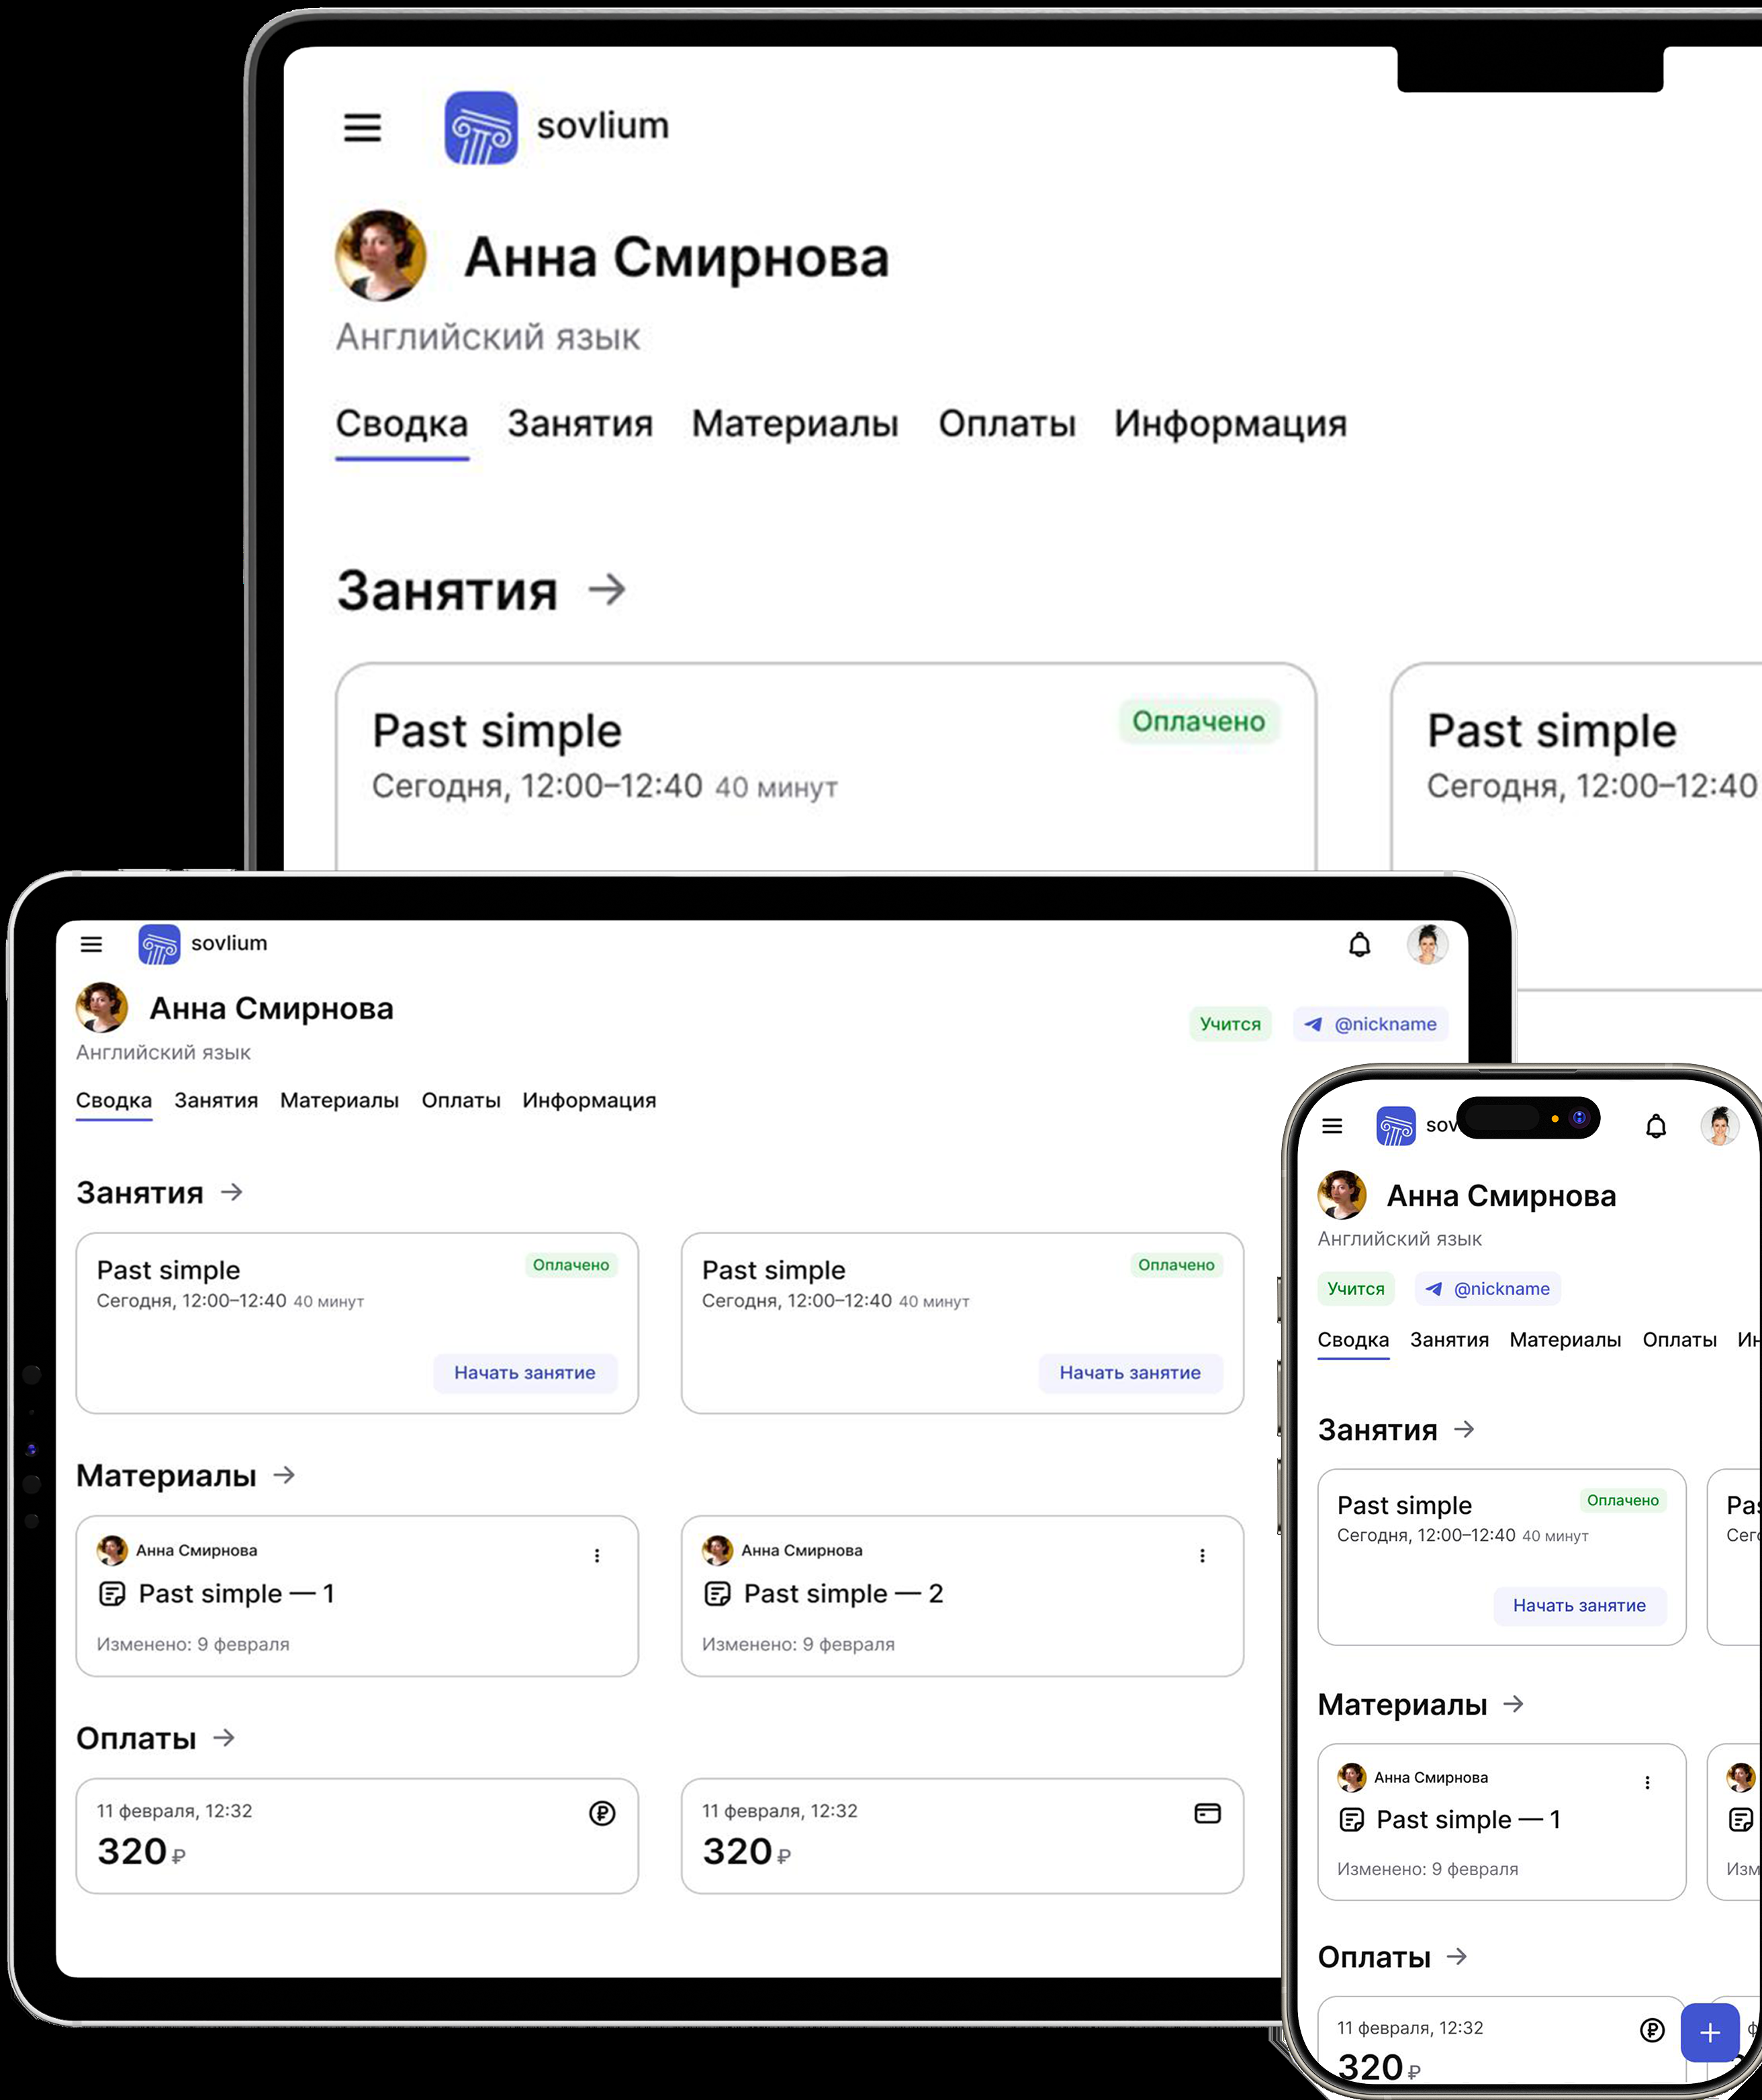 sovlium
Анна Смирнова
Английский язык
Сводка Занятия Материалы Оплаты Информация
Занятия →
Past simple Оплачено
Сегодня, 12:00–12:40 40 минут
Past simple
Сегодня, 12:00–12:40
sovlium
Анна Смирнова
Учится @nickname
Английский язык
Сводка Занятия Материалы Оплаты Информация
Занятия →
Past simple Оплачено
Сегодня, 12:00–12:40 40 минут
Начать занятие
Past simple Оплачено
Сегодня, 12:00–12:40 40 минут
Начать занятие
Материалы →
Анна Смирнова
Past simple — 1
Изменено: 9 февраля
Анна Смирнова
Past simple — 2
Изменено: 9 февраля
Оплаты →
11 февраля, 12:32
320 ₽
11 февраля, 12:32
320 ₽
sov
Анна Смирнова
Английский язык
Учится @nickname
Сводка Занятия Материалы Оплаты
Занятия →
Past simple Оплачено
Сегодня, 12:00–12:40 40 минут
Начать занятие
Материалы →
Анна Смирнова
Past simple — 1
Изменено: 9 февраля
Оплаты →
11 февраля, 12:32
320 ₽